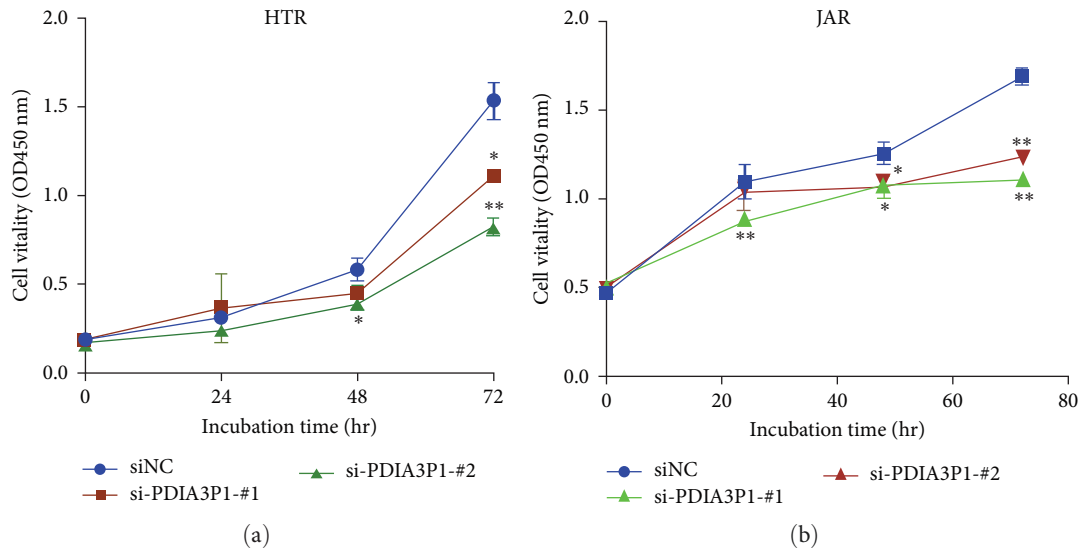 HTR
2.0
1.5
1.0
0.5
0.0
Cell vitality (OD450 nm)
*
**
*
0 24 48 72
Incubation time (hr)
siNC
si-PDIA3P1-#2
si-PDIA3P1-#1
(a)
JAR
2.0
1.5
1.0
0.5
0.0
Cell vitality (OD450 nm)
**
*
**
*
**
0 20 40 60 80
Incubation time (hr)
siNC
si-PDIA3P1-#2
si-PDIA3P1-#1
(b)